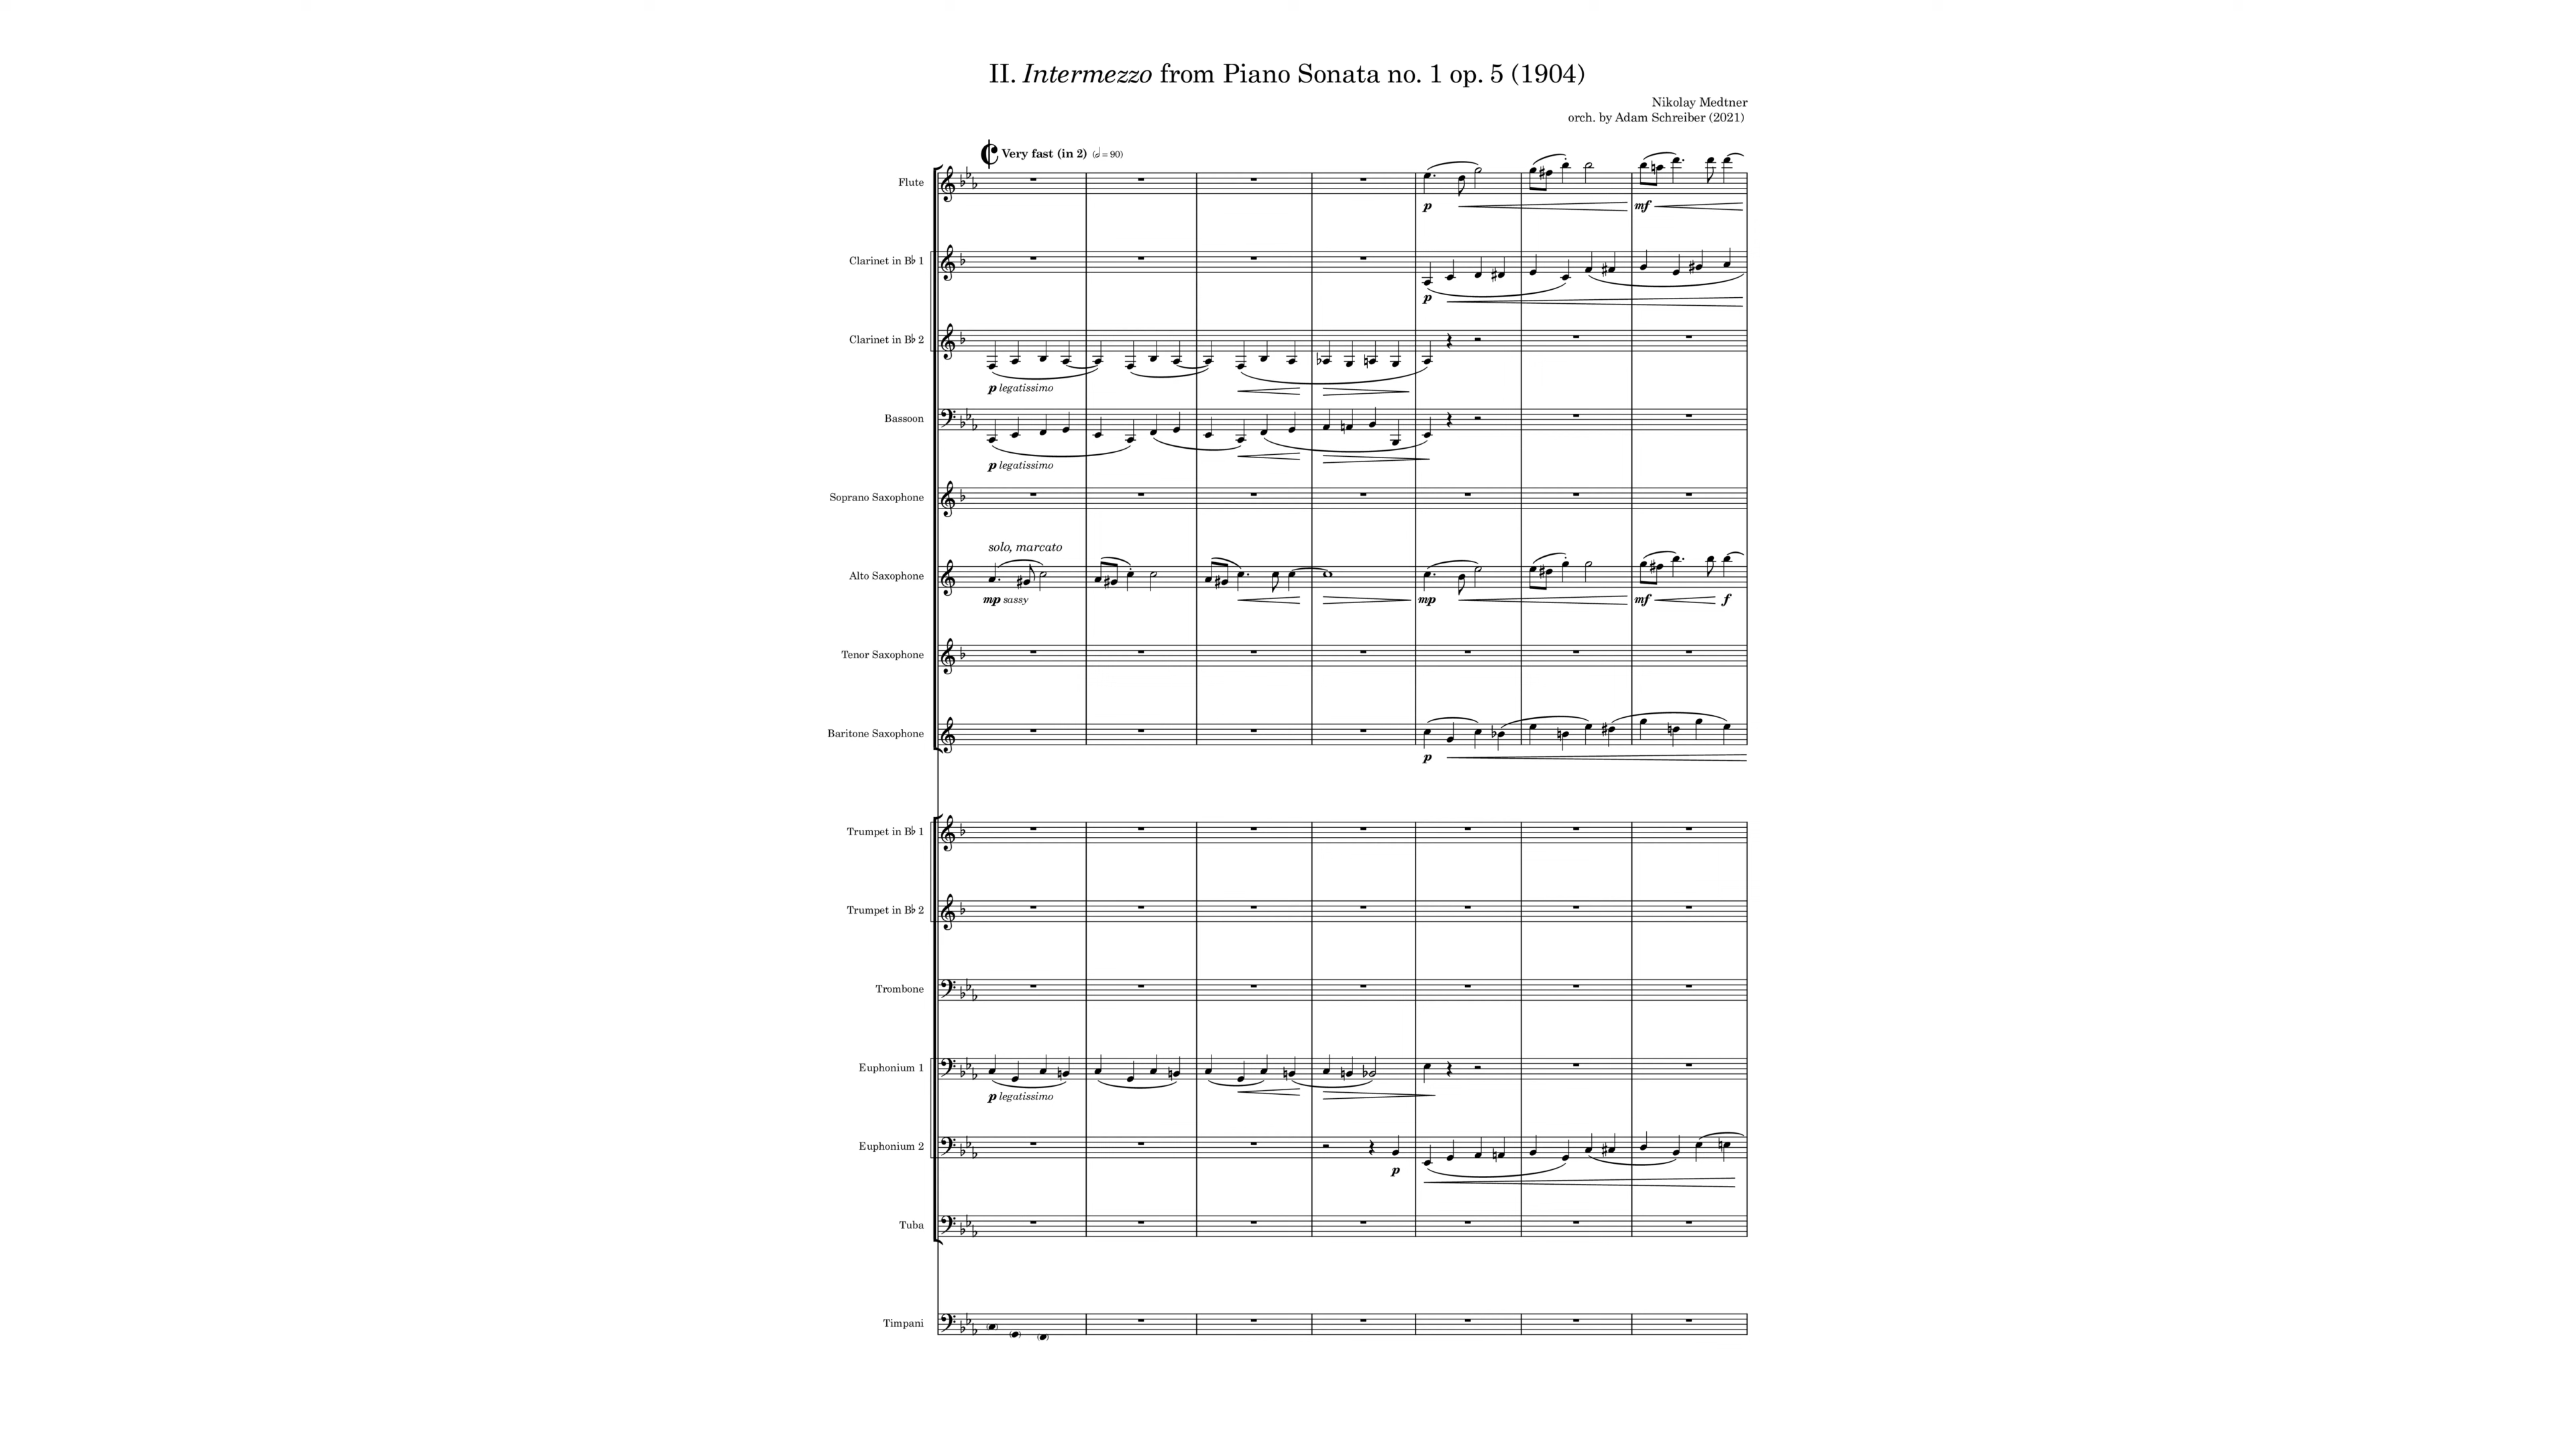 II. Intermezzo from Piano Sonata no. 1 op. 5 (1904)
Nikolay Medtner
orch. by Adam Schreiber (2021)
Very fast (in 2) (𝅗𝅥 = 90)
Flute
p
mf
Clarinet in B♭ 1
p
Clarinet in B♭ 2
p legatissimo
Bassoon
p legatissimo
Soprano Saxophone
solo, marcato
Alto Saxophone
mp sassy
mp
mf
f
Tenor Saxophone
Baritone Saxophone
p
Trumpet in B♭ 1
Trumpet in B♭ 2
Trombone
Euphonium 1
p legatissimo
Euphonium 2
p
Tuba
Timpani